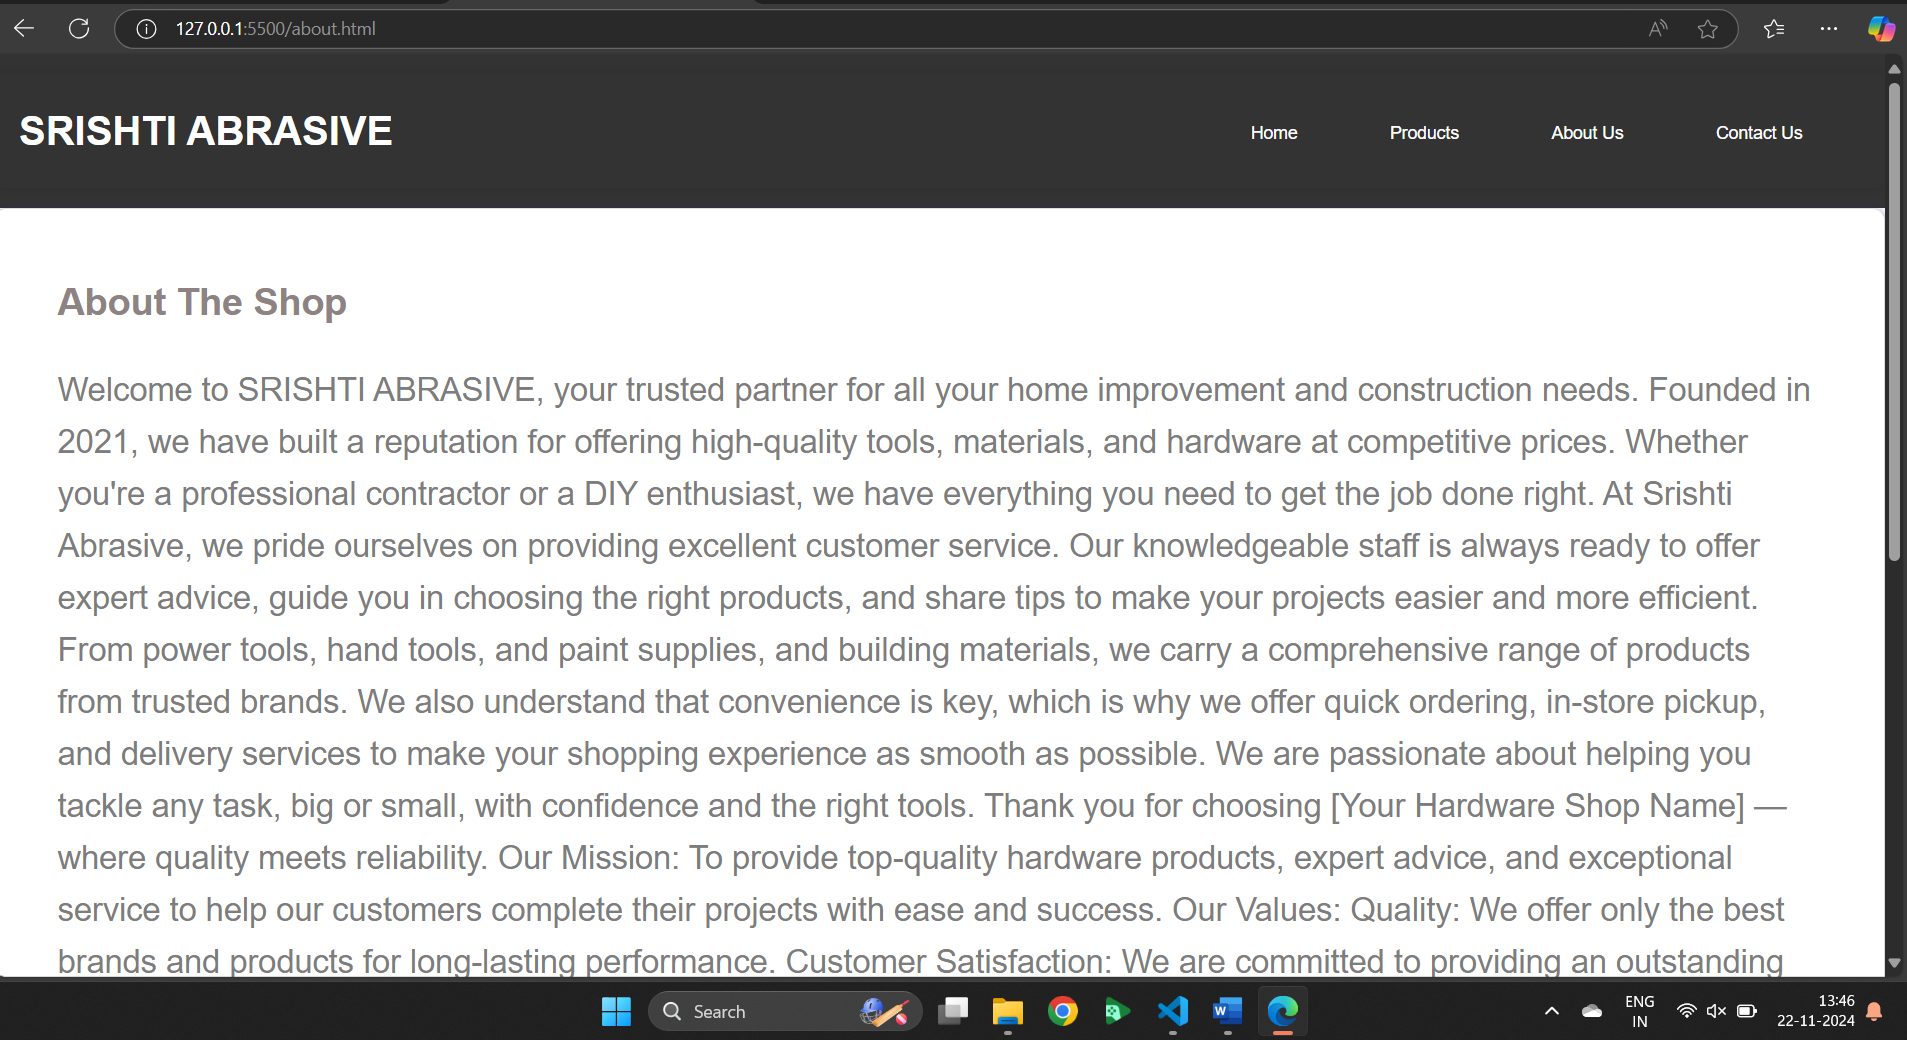 127.0.0.1:5500/about.html
SRISHTI ABRASIVE
Home Products About Us Contact Us
About The Shop
Welcome to SRISHTI ABRASIVE, your trusted partner for all your home improvement and construction needs. Founded in
2021, we have built a reputation for offering high-quality tools, materials, and hardware at competitive prices. Whether
you're a professional contractor or a DIY enthusiast, we have everything you need to get the job done right. At Srishti
Abrasive, we pride ourselves on providing excellent customer service. Our knowledgeable staff is always ready to offer
expert advice, guide you in choosing the right products, and share tips to make your projects easier and more efficient.
From power tools, hand tools, and paint supplies, and building materials, we carry a comprehensive range of products
from trusted brands. We also understand that convenience is key, which is why we offer quick ordering, in-store pickup,
and delivery services to make your shopping experience as smooth as possible. We are passionate about helping you
tackle any task, big or small, with confidence and the right tools. Thank you for choosing [Your Hardware Shop Name] —
where quality meets reliability. Our Mission: To provide top-quality hardware products, expert advice, and exceptional
service to help our customers complete their projects with ease and success. Our Values: Quality: We offer only the best
brands and products for long-lasting performance. Customer Satisfaction: We are committed to providing an outstanding
Search
ENG
IN
13:46
22-11-2024